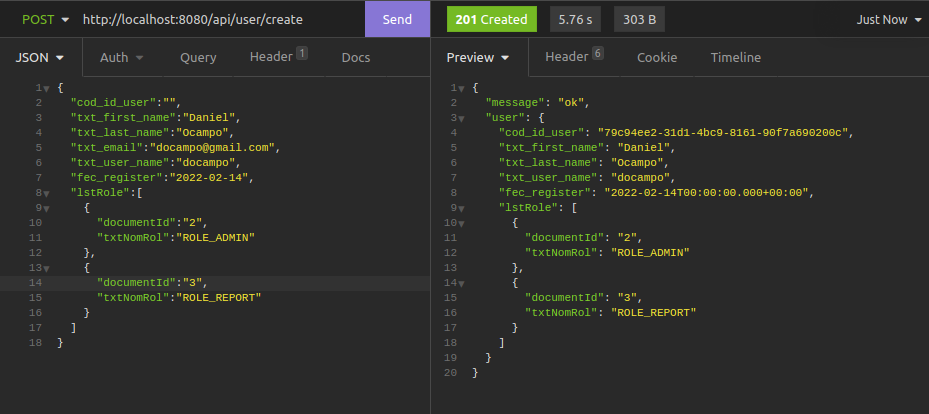 POST http://localhost:8080/api/user/create Send
JSON Auth Query Header 1 Docs
1 {
2 "cod_id_user":"",
3 "txt_first_name":"Daniel",
4 "txt_last_name":"Ocampo",
5 "txt_email":"docampo@gmail.com",
6 "txt_user_name":"docampo",
7 "fec_register":"2022-02-14",
8 "lstRole":[
9 {
10 "documentId":"2",
11 "txtNomRol":"ROLE_ADMIN"
12 },
13 {
14 "documentId":"3",
15 "txtNomRol":"ROLE_REPORT"
16 }
17 ]
18 }
201 Created 5.76 s 303 B Just Now
Preview Header 6 Cookie Timeline
1 {
2 "message": "ok",
3 "user": {
4 "cod_id_user": "79c94ee2-31d1-4bc9-8161-90f7a690200c",
5 "txt_first_name": "Daniel",
6 "txt_last_name": "Ocampo",
7 "txt_user_name": "docampo",
8 "fec_register": "2022-02-14T00:00:00.000+00:00",
9 "lstRole": [
10 {
11 "documentId": "2",
12 "txtNomRol": "ROLE_ADMIN"
13 },
14 {
15 "documentId": "3",
16 "txtNomRol": "ROLE_REPORT"
17 }
18 ]
19 }
20 }